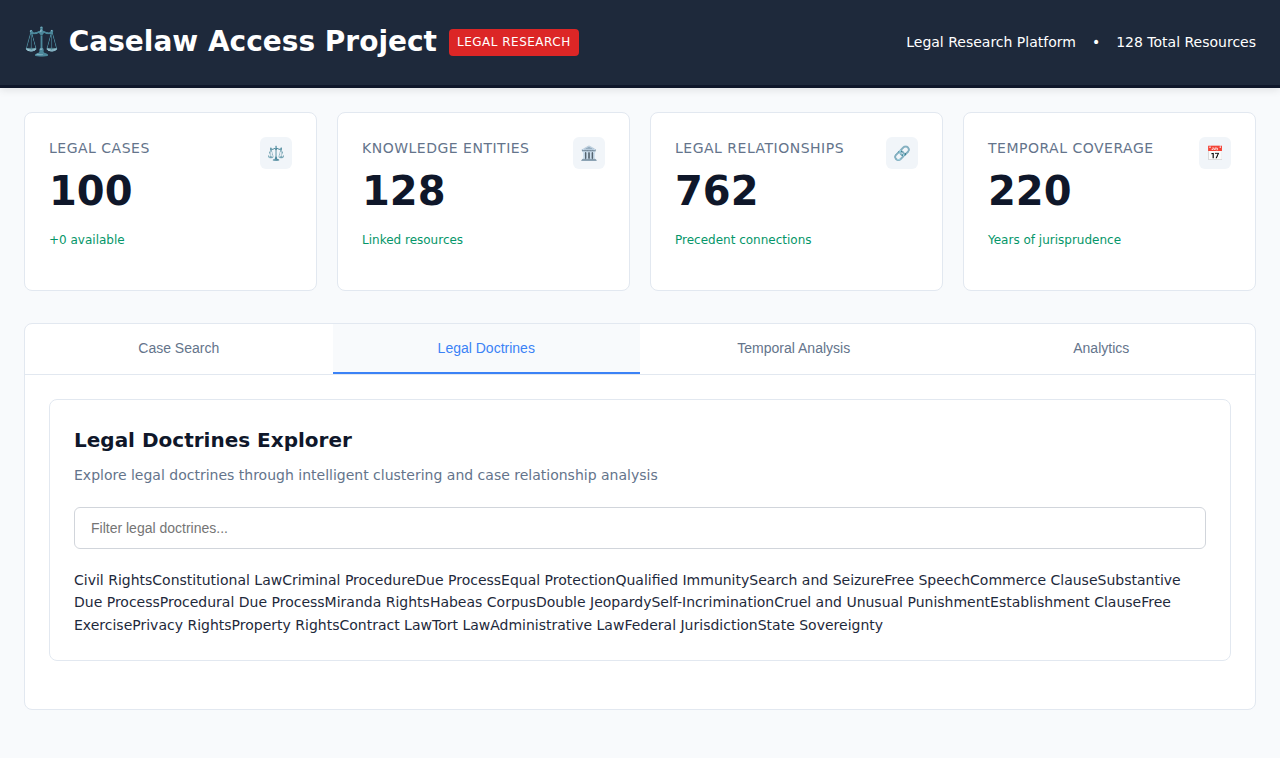 Caselaw Access Project
LEGAL RESEARCH
Legal Research Platform • 128 Total Resources
LEGAL CASES
100
+0 available
KNOWLEDGE ENTITIES
128
Linked resources
LEGAL RELATIONSHIPS
762
Precedent connections
TEMPORAL COVERAGE
220
Years of jurisprudence
Case Search
Legal Doctrines
Temporal Analysis
Analytics
Legal Doctrines Explorer
Explore legal doctrines through intelligent clustering and case relationship analysis
Filter legal doctrines...
Civil RightsConstitutional LawCriminal ProcedureDue ProcessEqual ProtectionQualified ImmunitySearch and SeizureFree SpeechCommerce ClauseSubstantive
Due ProcessProcedural Due ProcessMiranda RightsHabeas CorpusDouble JeopardySelf-IncriminationCruel and Unusual PunishmentEstablishment ClauseFree
ExercisePrivacy RightsProperty RightsContract LawTort LawAdministrative LawFederal JurisdictionState Sovereignty